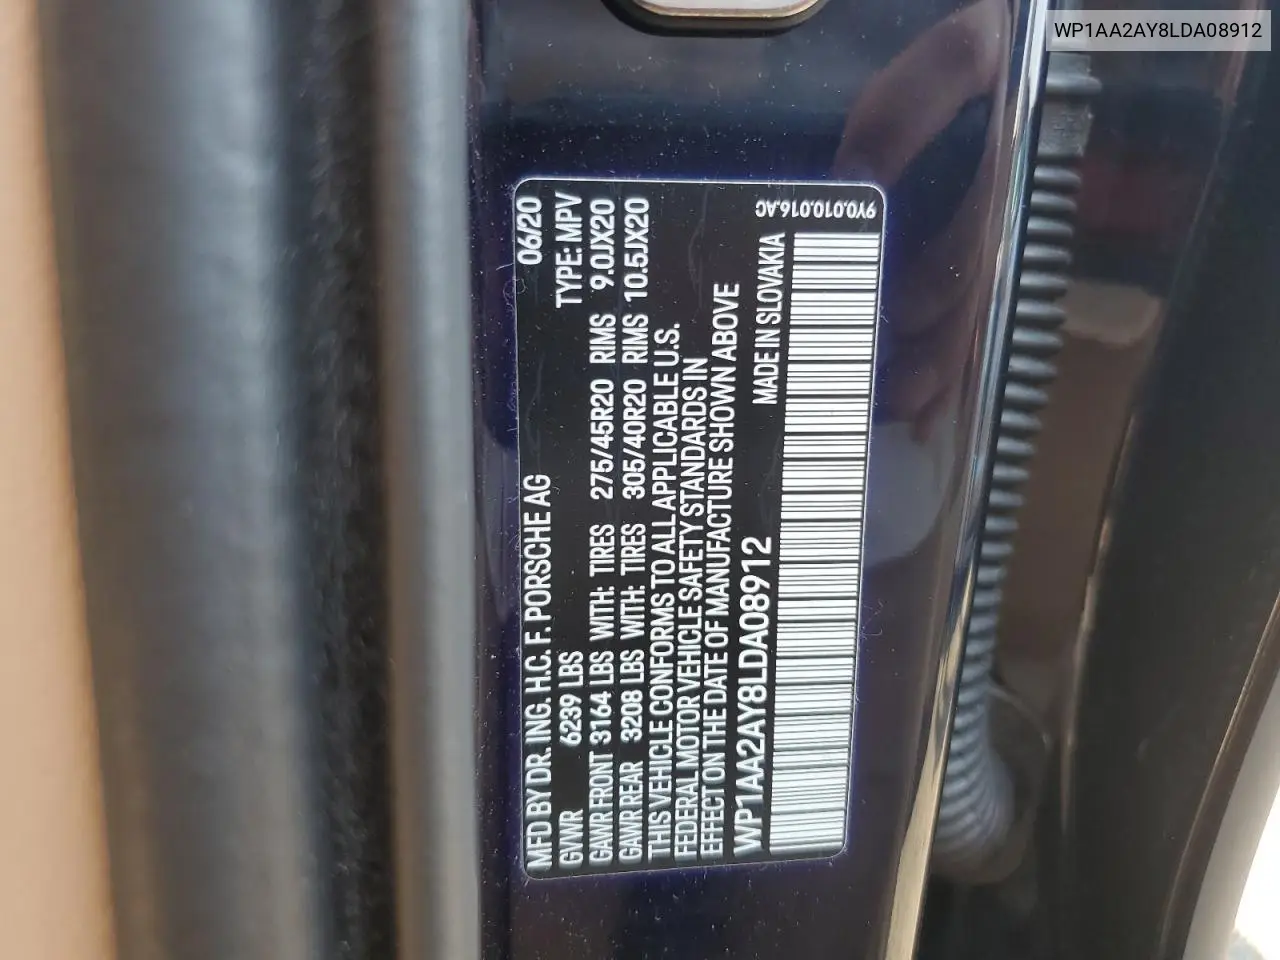 WP1AA2AY8LDA08912
MFD BY DR. ING. H.C. F. PORSCHE AG 06/20
GVWR 6239 LBS TYPE: MPV
GAWR FRONT 3164 LBS WITH: TIRES 275/45R20 RIMS 9.0JX20
GAWR REAR 3208 LBS WITH: TIRES 305/40R20 RIMS 10.5JX20
THIS VEHICLE CONFORMS TO ALL APPLICABLE U.S.
FEDERAL MOTOR VEHICLE SAFETY STANDARDS IN
EFFECT ON THE DATE OF MANUFACTURE SHOWN ABOVE
WP1AA2AY8LDA08912 MADE IN SLOVAKIA
9Y0.010.016.AC